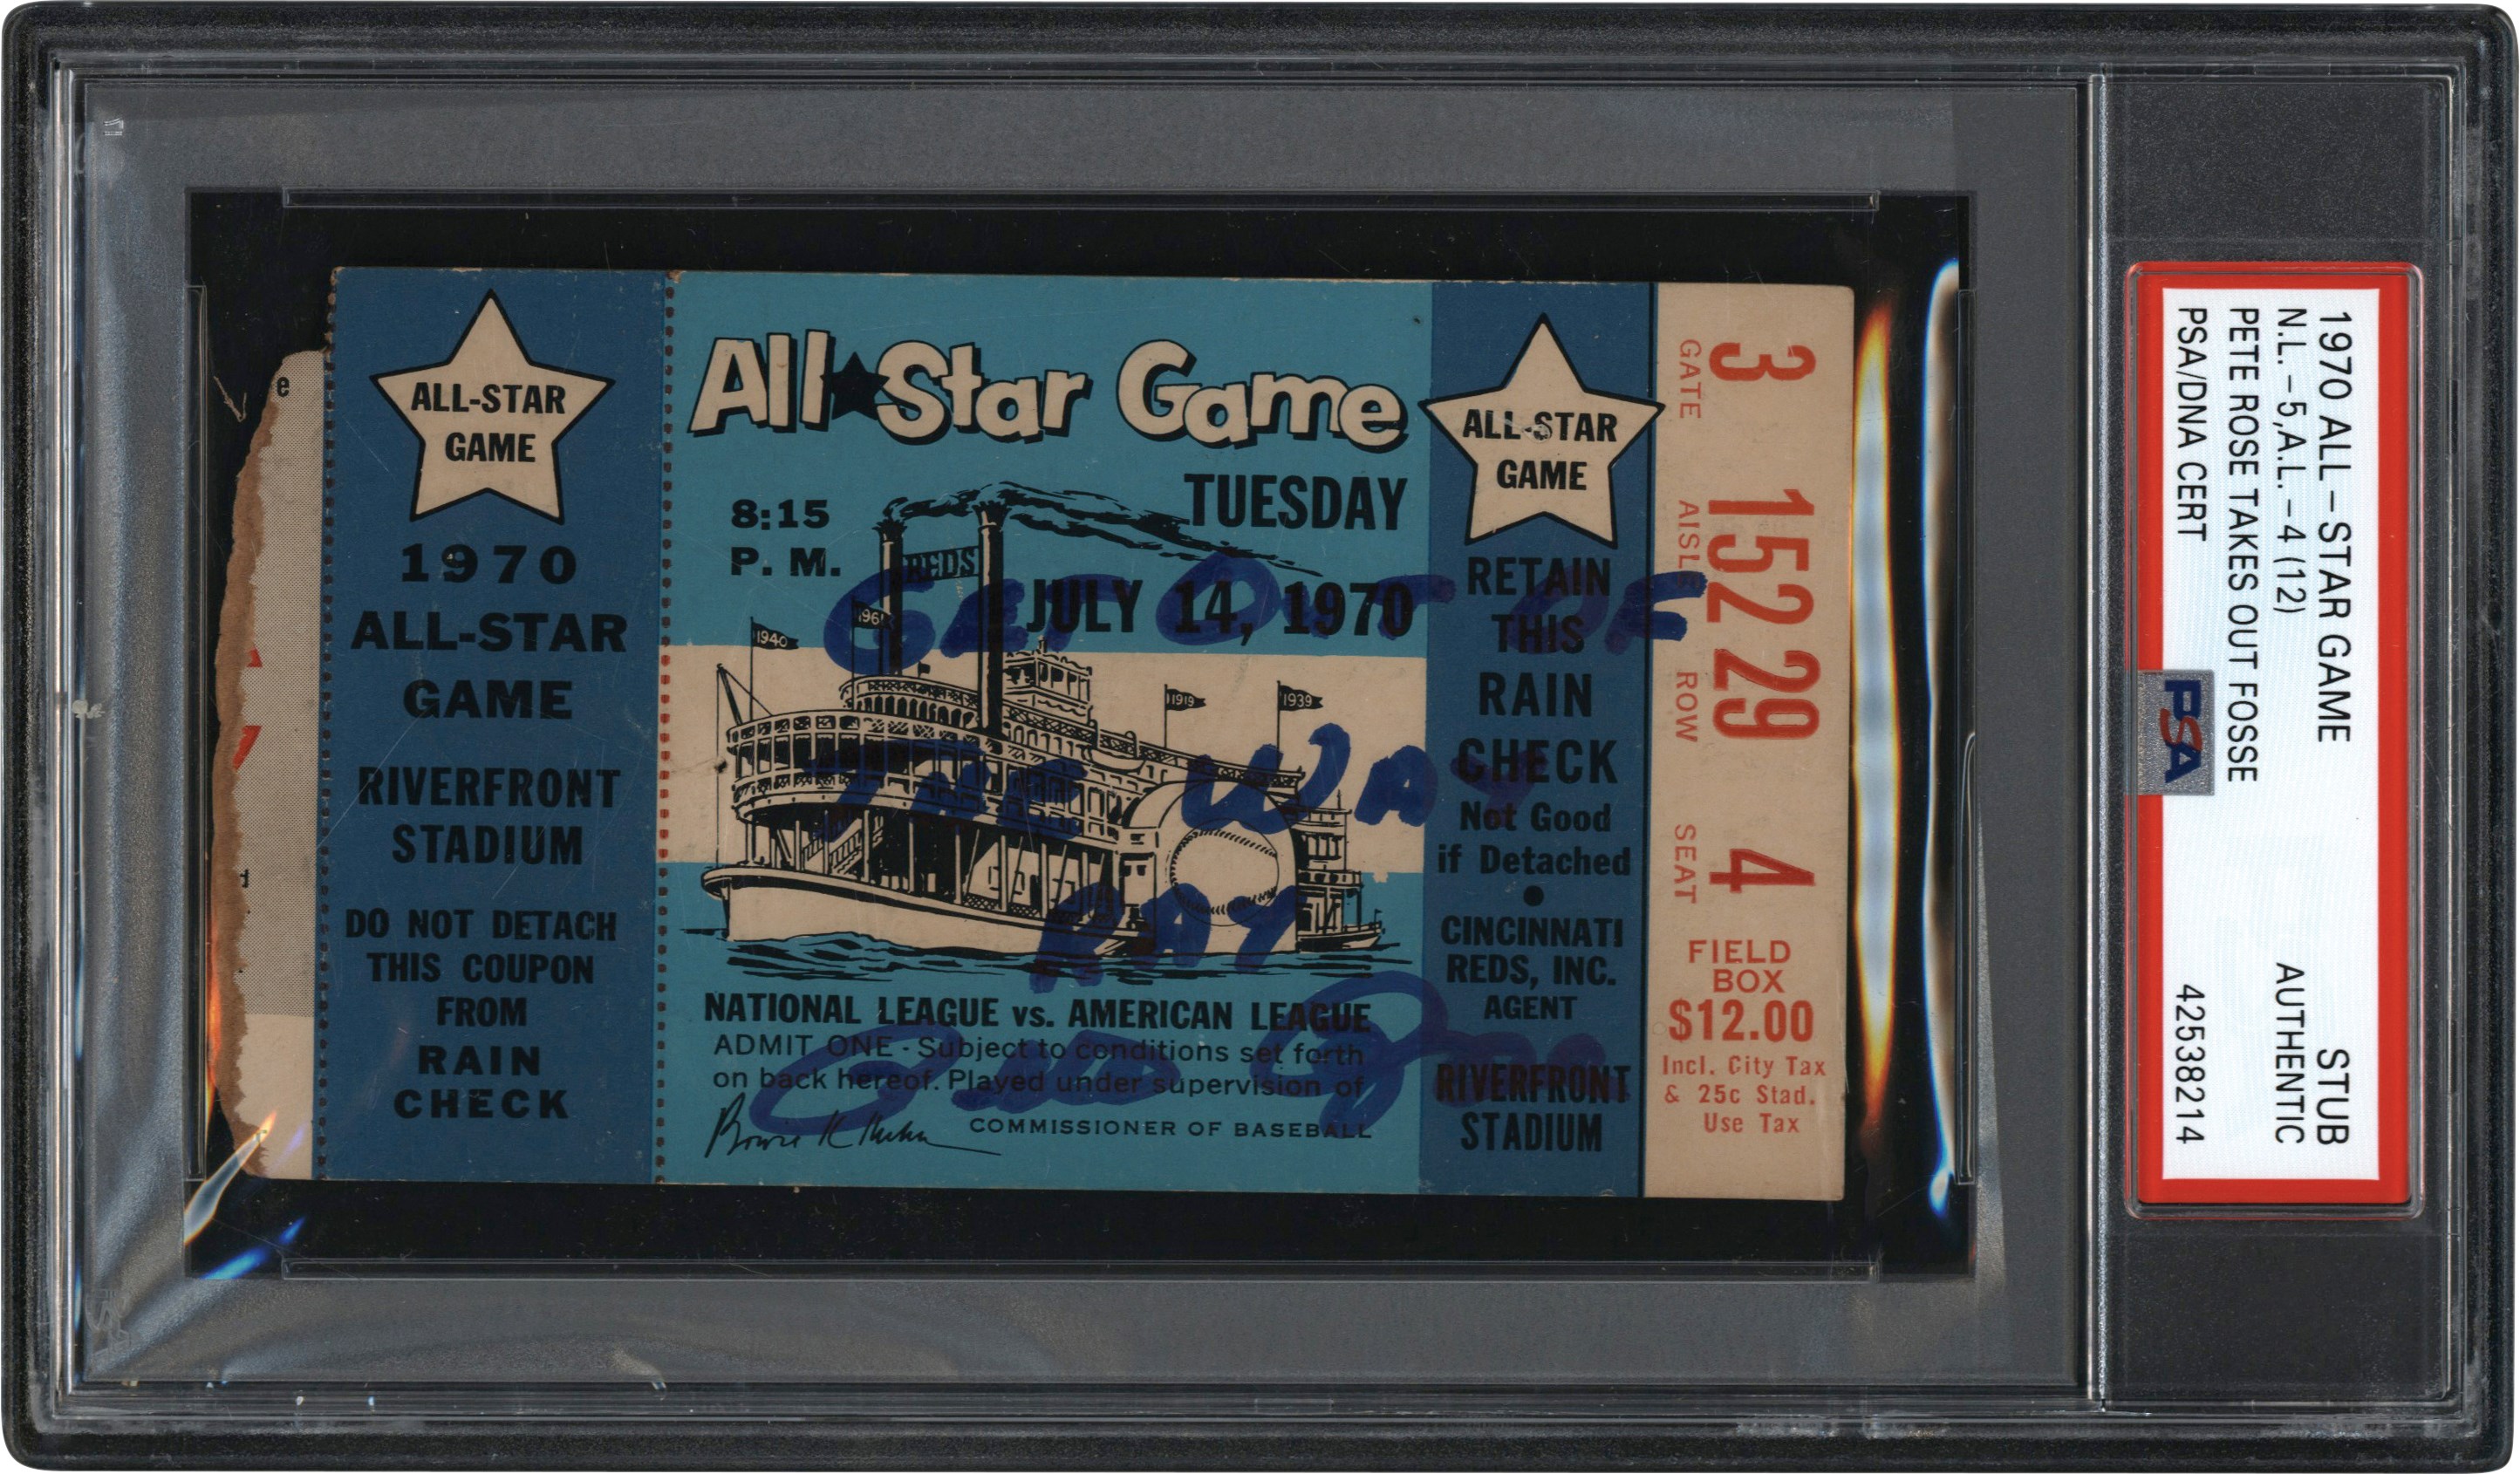 e
d
ALL-STAR
GAME
1970
ALL-STAR
GAME
RIVERFRONT
STADIUM
DO NOT DETACH
THIS COUPON
FROM
RAIN
CHECK
All★Star Game
8:15
P. M.
TUESDAY
JULY 14, 1970
REDS
1940
1961
1919
1939
GET OUT OF
THE WAY
RAY
NATIONAL LEAGUE vs. AMERICAN LEAGUE
ADMIT ONE - Subject to conditions set forth
on back hereof. Played under supervision of
Bowie K Kuhn
COMMISSIONER OF BASEBALL
ALL-STAR
GAME
RETAIN
THIS
RAIN
CHECK
Not Good
if Detached
●
CINCINNATI
REDS, INC.
AGENT
RIVERFRONT
STADIUM
3 152 29 4
GATE AISLE ROW SEAT
FIELD
BOX
$12.00
Incl. City Tax
& 25c Stad.
Use Tax
1970 ALL-STAR GAME STUB
N.L.-5,A.L.-4 (12) AUTHENTIC
PETE ROSE TAKES OUT FOSSE
PSA/DNA CERT 42538214
PSA